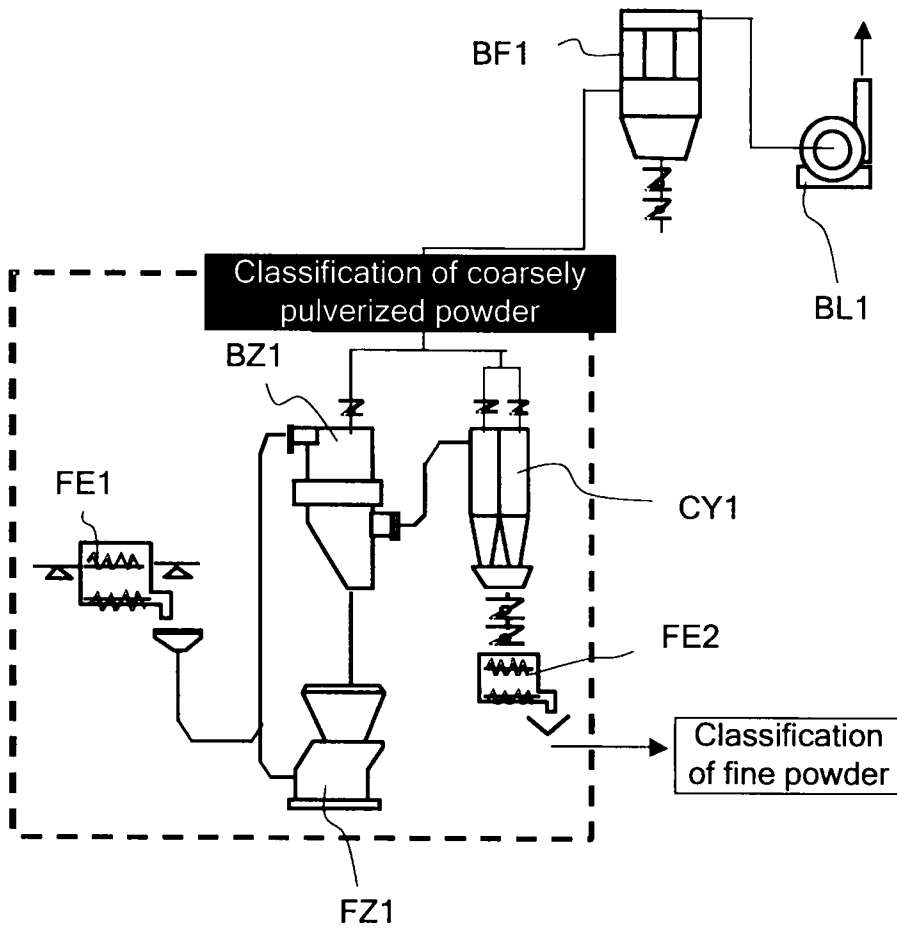 BF1
BL1
Classification of coarsely
pulverized powder
BZ1
FE1
CY1
FE2
Classification
of fine powder
FZ1